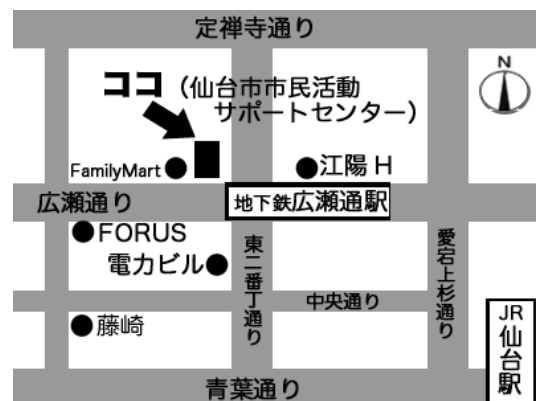 定禅寺通り
N
ココ（仙台市市民活動
サポートセンター）
FamilyMart
江陽 H
広瀬通り
地下鉄広瀬通駅
FORUS
電力ビル
東二番丁通り
愛宕上杉通り
中央通り
藤崎
JR
仙台駅
青葉通り